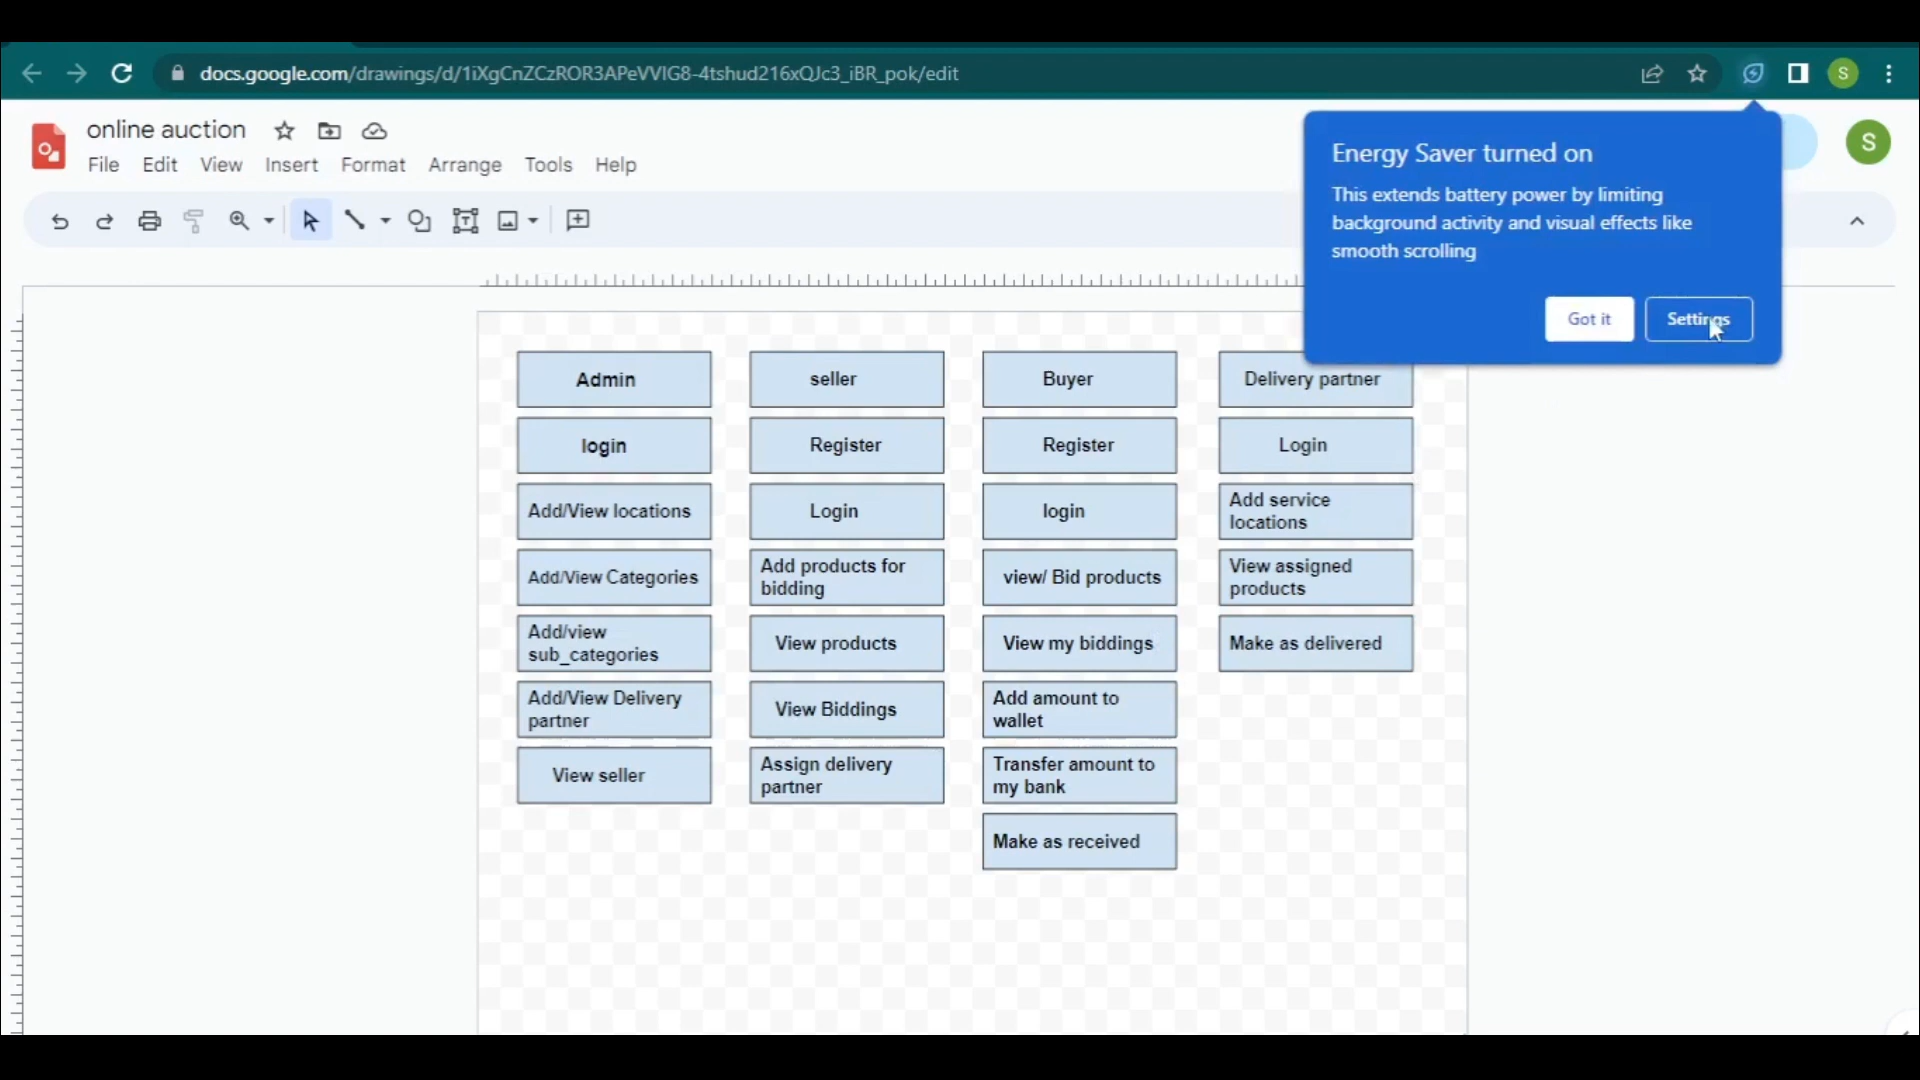 docs.google.com/drawings/d/1iXgCnZCzROR3APeVVIG8-4tshud216xQJc3_iBR_pok/edit
S
online auction
File Edit View Insert Format Arrange Tools Help
S
Energy Saver turned on
This extends battery power by limiting
background activity and visual effects like
smooth scrolling
Got it
Settings
Admin
login
Add/View locations
Add/View Categories
Add/view
sub_categories
Add/View Delivery
partner
View seller
seller
Register
Login
Add products for
bidding
View products
View Biddings
Assign delivery
partner
Buyer
Register
login
view/ Bid products
View my biddings
Add amount to
wallet
Transfer amount to
my bank
Make as received
Delivery partner
Login
Add service
locations
View assigned
products
Make as delivered